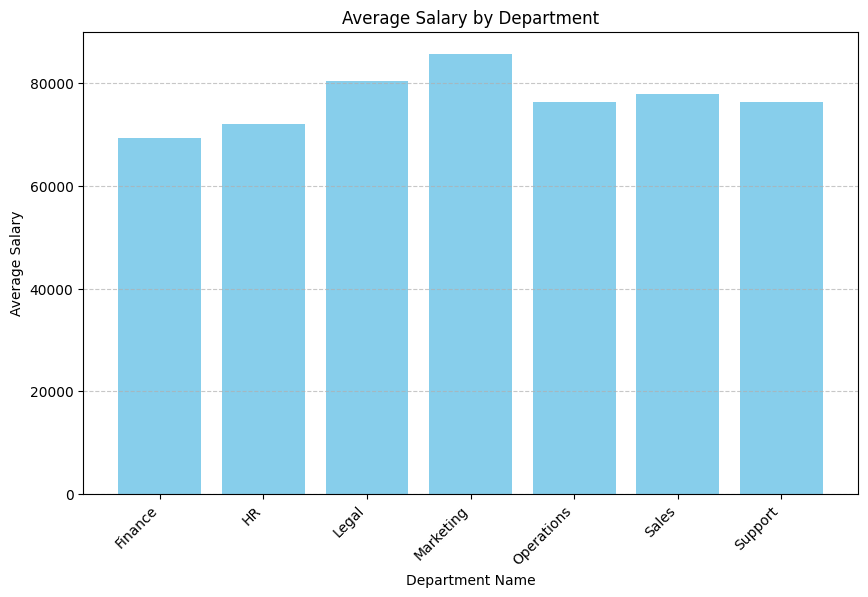 Average Salary by Department
Average Salary
80000
60000
40000
20000
0
Finance
HR
Legal
Marketing
Operations
Sales
Support
Department Name